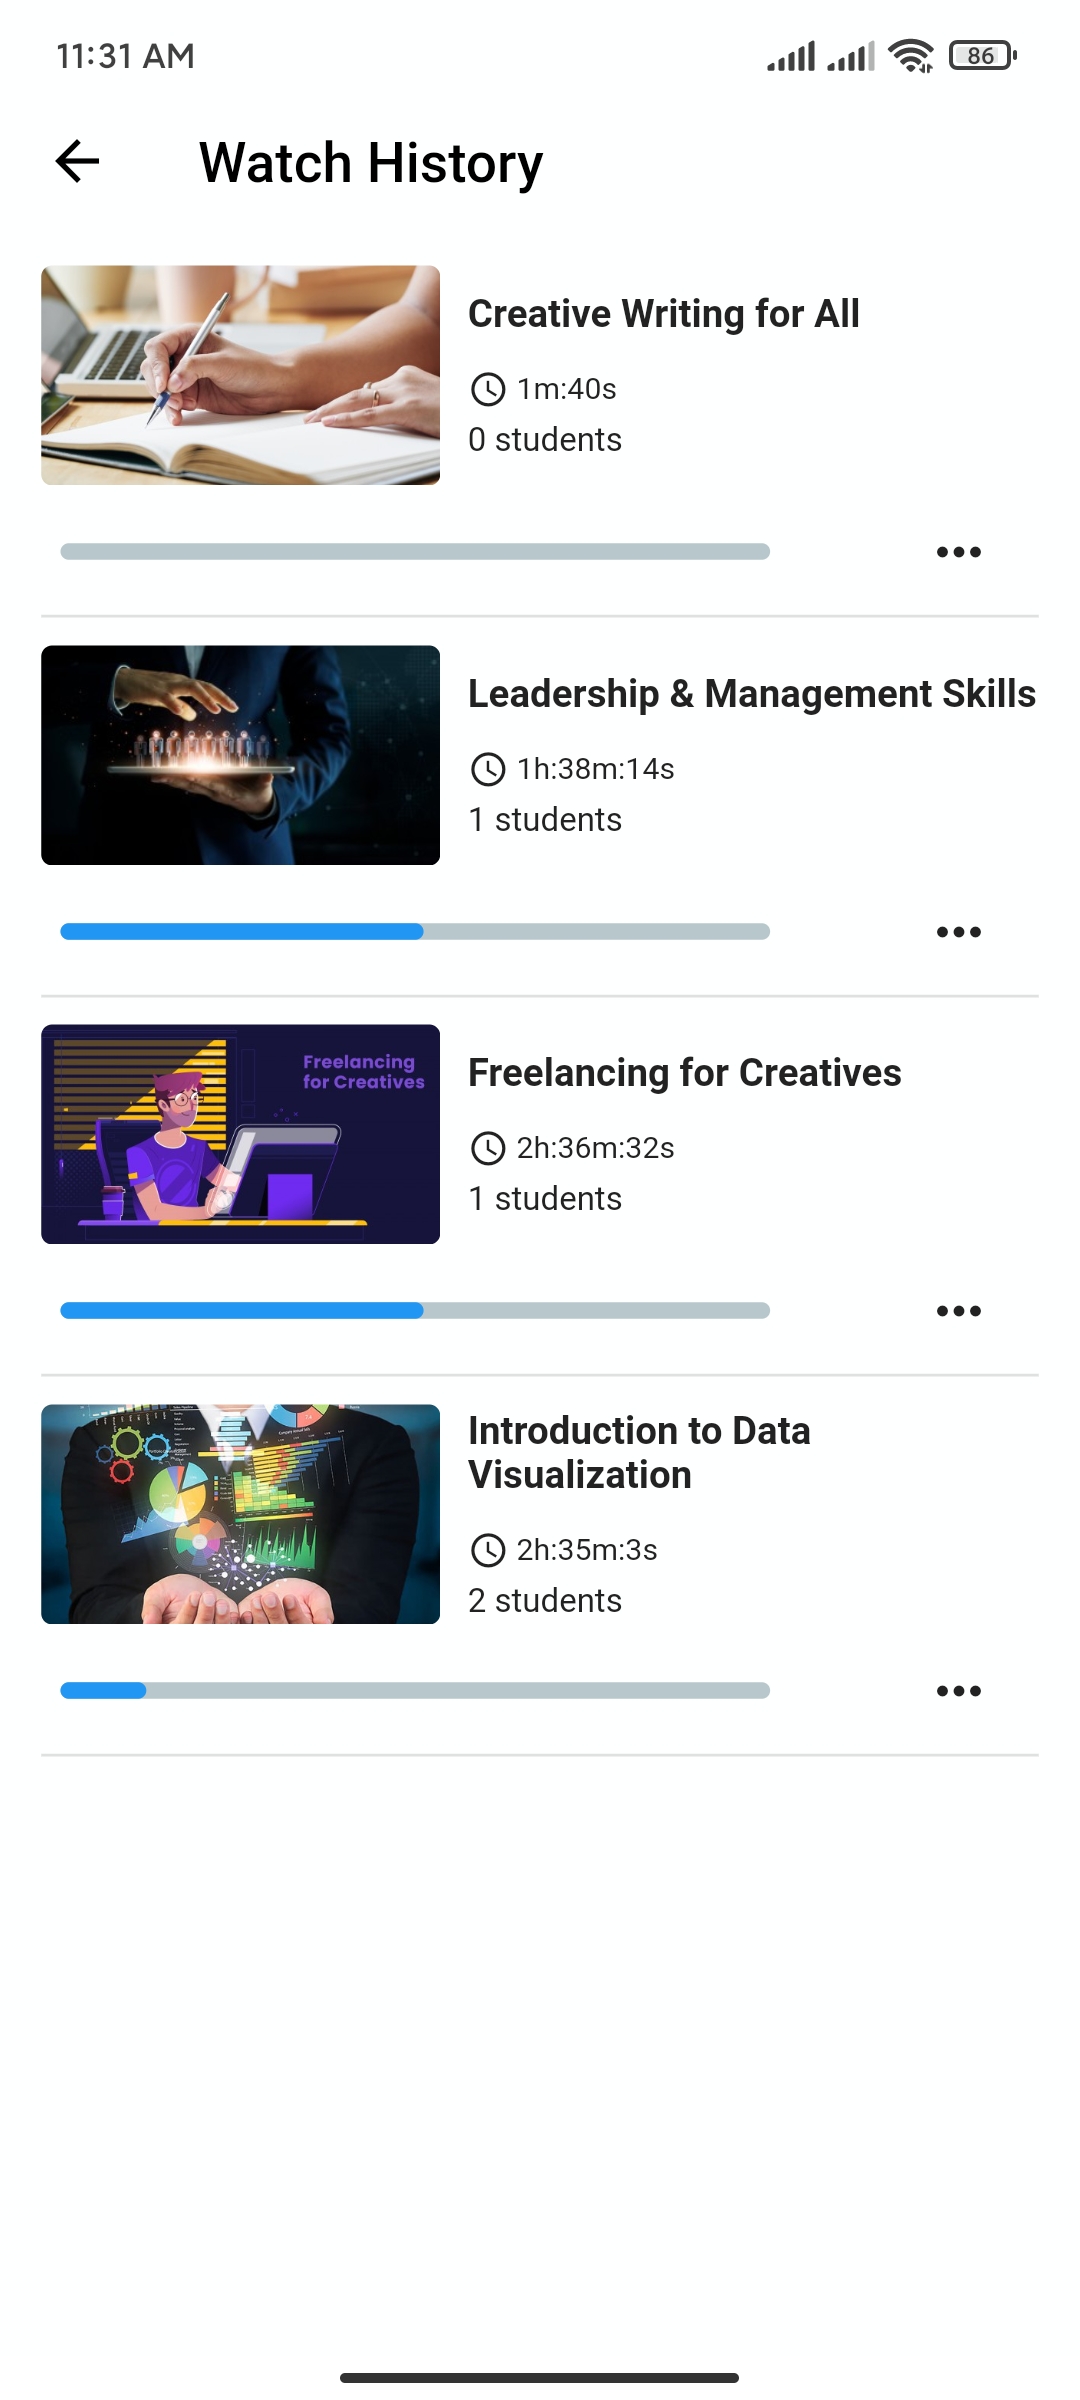 11:31 AM
86
Watch History
Creative Writing for All
1m:40s
0 students
Leadership & Management Skills
1h:38m:14s
1 students
Freelancing
for Creatives
Freelancing for Creatives
2h:36m:32s
1 students
Introduction to Data
Visualization
2h:35m:3s
2 students